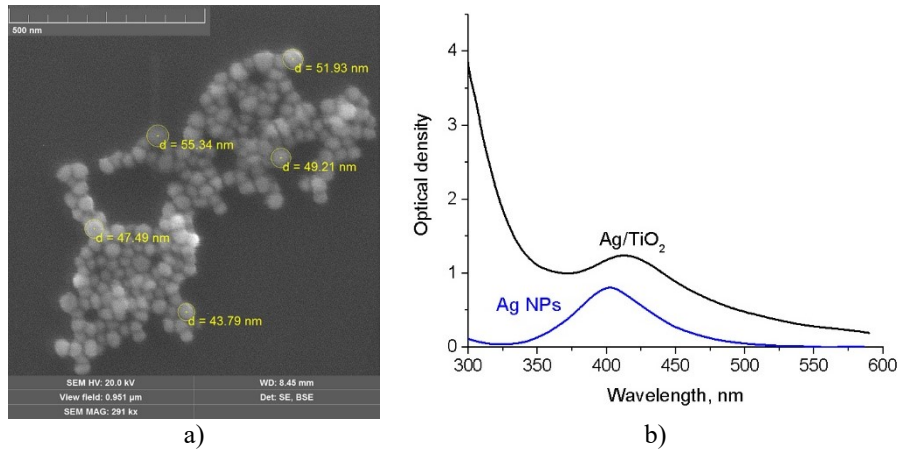 500 nm
d = 51.93 nm
d = 55.34 nm
d = 49.21 nm
d = 47.49 nm
d = 43.79 nm
SEM HV: 20.0 kV
WD: 8.45 mm
View field: 0.951 µm
Det: SE, BSE
SEM MAG: 291 kx
a)
4
3
2
1
0
Optical density
Ag/TiO₂
Ag NPs
300 350 400 450 500 550 600
Wavelength, nm
b)